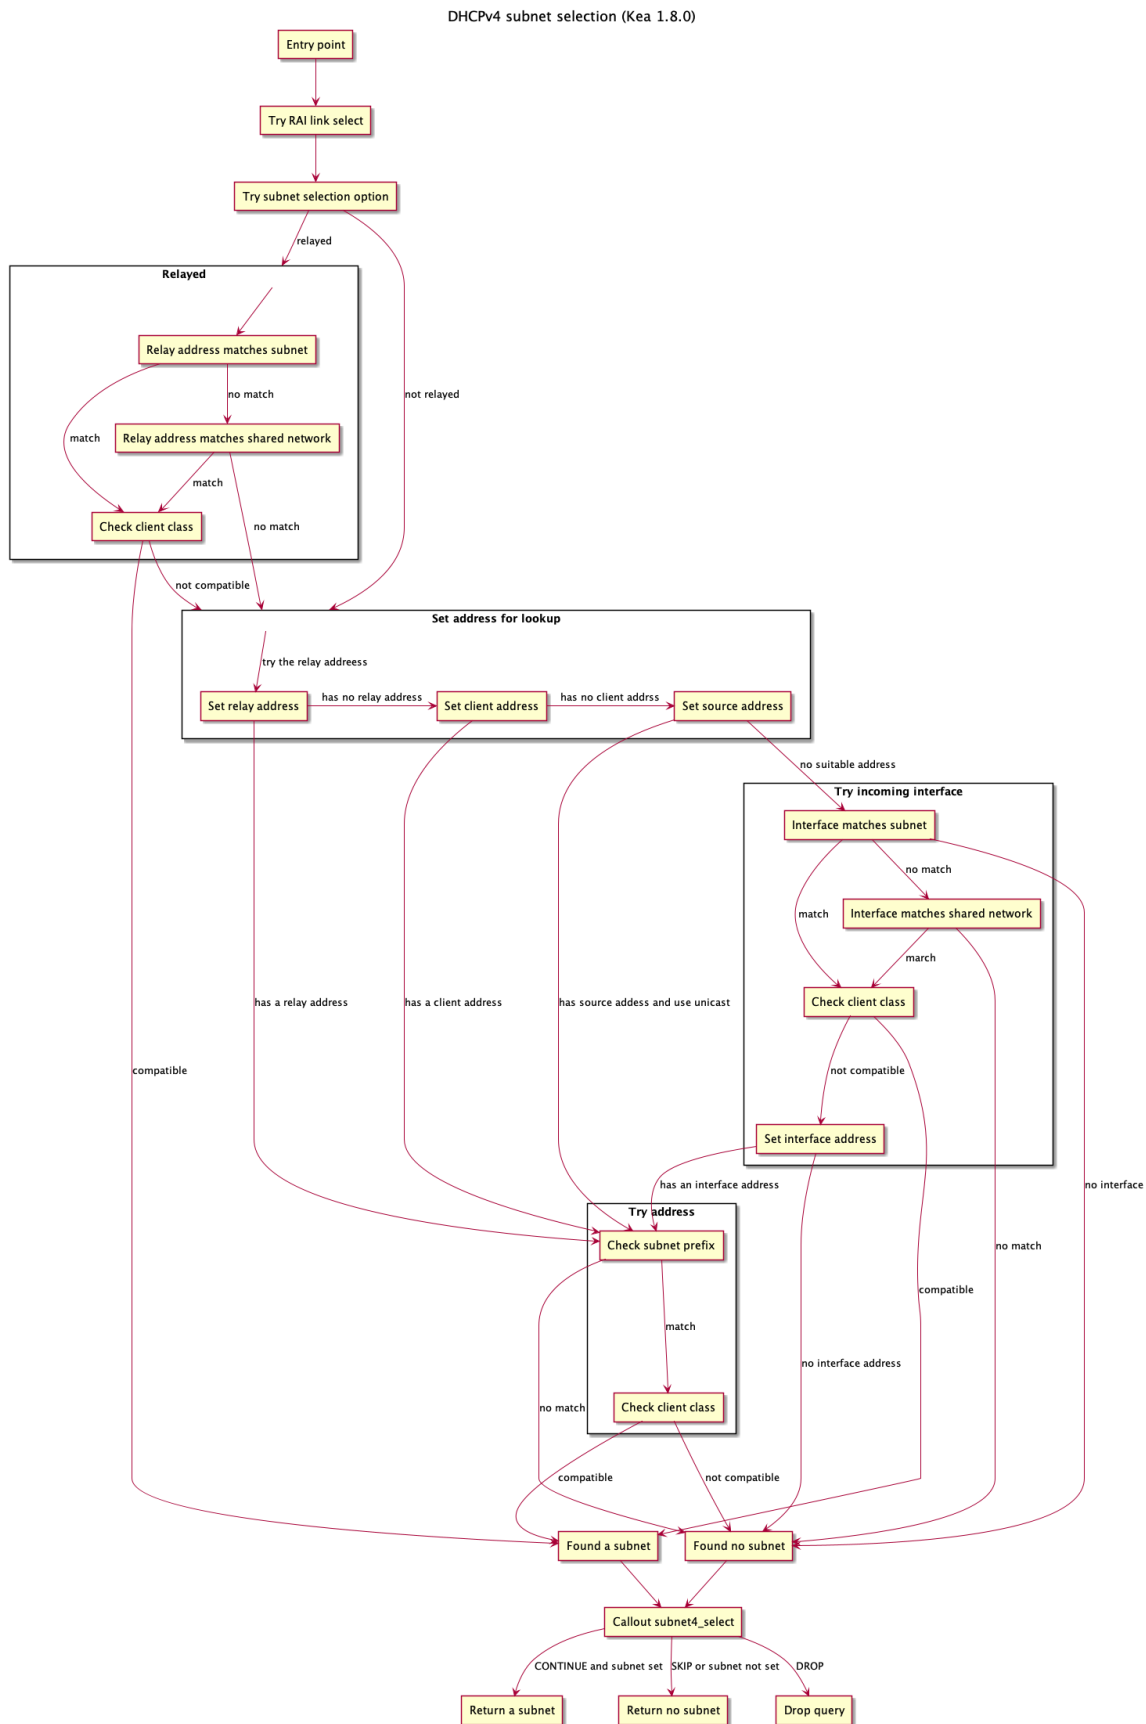 DHCPv4 subnet selection (Kea 1.8.0)
Entry point
Try RAI link select
Try subnet selection option
relayed
Relayed
Relay address matches subnet
no match
not relayed
match
Relay address matches shared network
match
no match
Check client class
not compatible
Set address for lookup
try the relay addreess
Set relay address
has no relay address
Set client address
has no client addrss
Set source address
no suitable address
Try incoming interface
Interface matches subnet
no match
match
Interface matches shared network
march
Check client class
has a relay address
has a client address
has source addess and use unicast
compatible
not compatible
Set interface address
has an interface address
no interface
Try address
Check subnet prefix
no match
compatible
match
no interface address
no match
Check client class
compatible
not compatible
Found a subnet
Found no subnet
Callout subnet4_select
CONTINUE and subnet set
SKIP or subnet not set
DROP
Return a subnet
Return no subnet
Drop query